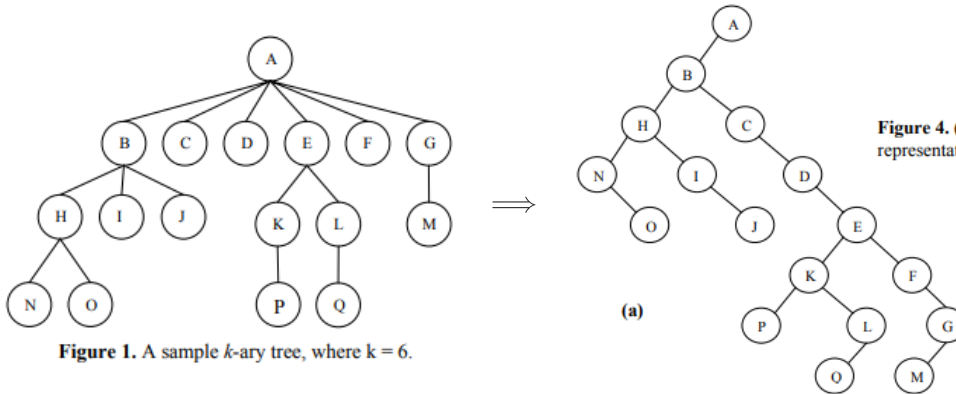 A
B C D E F G
H I J K L M
N O P Q
Figure 1. A sample k-ary tree, where k = 6.
⟹
A
B
H C
N I D
O J E
K F
P L G
Q M
(a)
Figure 4. (
representat